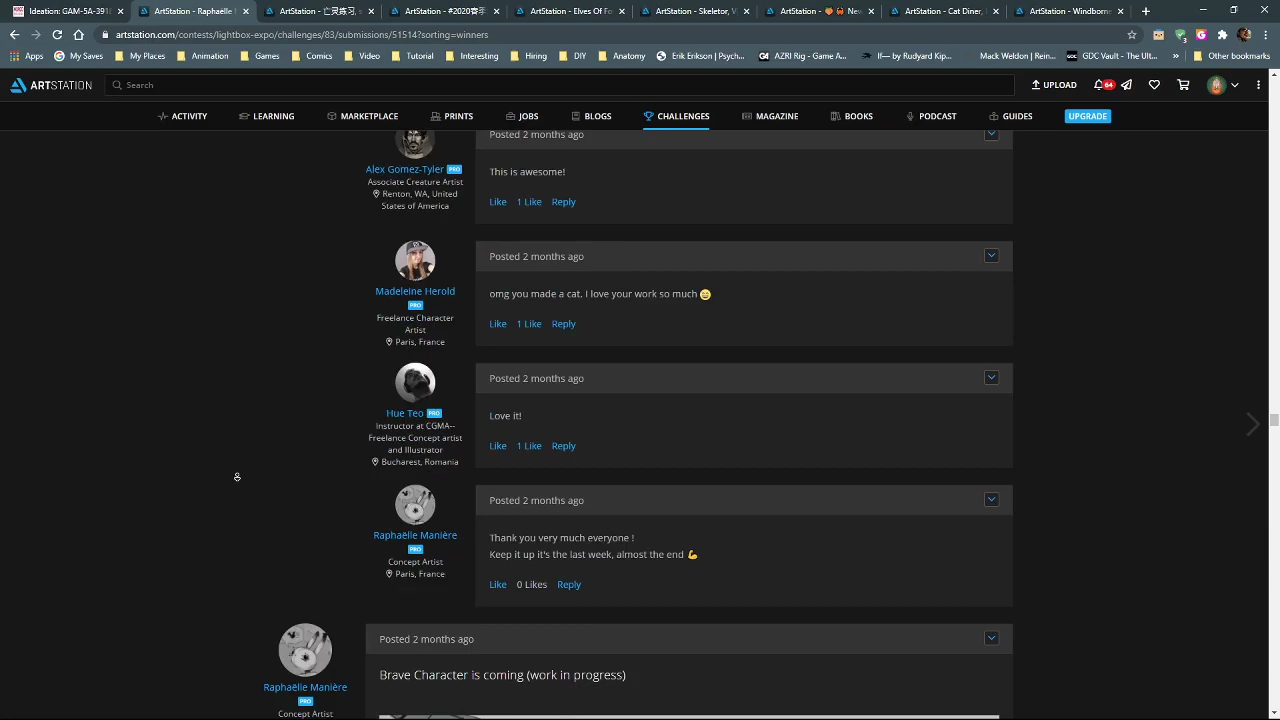 Ideation: GAM-5A-391
ArtStation - Raphaëlle
ArtStation - 亡灵练习, s
ArtStation - #2020春季
ArtStation - Elves Of Fo
ArtStation - Skeletor, V
ArtStation - 🧡 🦊 Nev
ArtStation - Cat Diner,
ArtStation - Windborne
artstation.com/contests/lightbox-expo/challenges/83/submissions/51514?sorting=winners
Apps
My Saves
My Places
Animation
Games
Comics
Video
Tutorial
Interesting
Hiring
DIY
Anatomy
Erik Erikson | Psych...
AZRI Rig - Game A...
If— by Rudyard Kip...
Mack Weldon | Rein...
GDC Vault - The Ult...
»
Other bookmarks
ARTSTATION
Search
UPLOAD
64
ACTIVITY
LEARNING
MARKETPLACE
PRINTS
JOBS
BLOGS
CHALLENGES
MAGAZINE
BOOKS
PODCAST
GUIDES
UPGRADE
Posted 2 months ago
Alex Gomez-Tyler PRO
Associate Creature Artist
Renton, WA, United
States of America
This is awesome!
Like 1 Like Reply
Posted 2 months ago
Madeleine Herold
PRO
Freelance Character
Artist
Paris, France
omg you made a cat. I love your work so much 😄
Like 1 Like Reply
Posted 2 months ago
Hue Teo PRO
Instructor at CGMA--
Freelance Concept artist
and Illustrator
Bucharest, Romania
Love it!
Like 1 Like Reply
Posted 2 months ago
Raphaëlle Manière
PRO
Concept Artist
Paris, France
Thank you very much everyone !
Keep it up it's the last week, almost the end 💪
Like 0 Likes Reply
Posted 2 months ago
Raphaëlle Manière
PRO
Concept Artist
Brave Character is coming (work in progress)